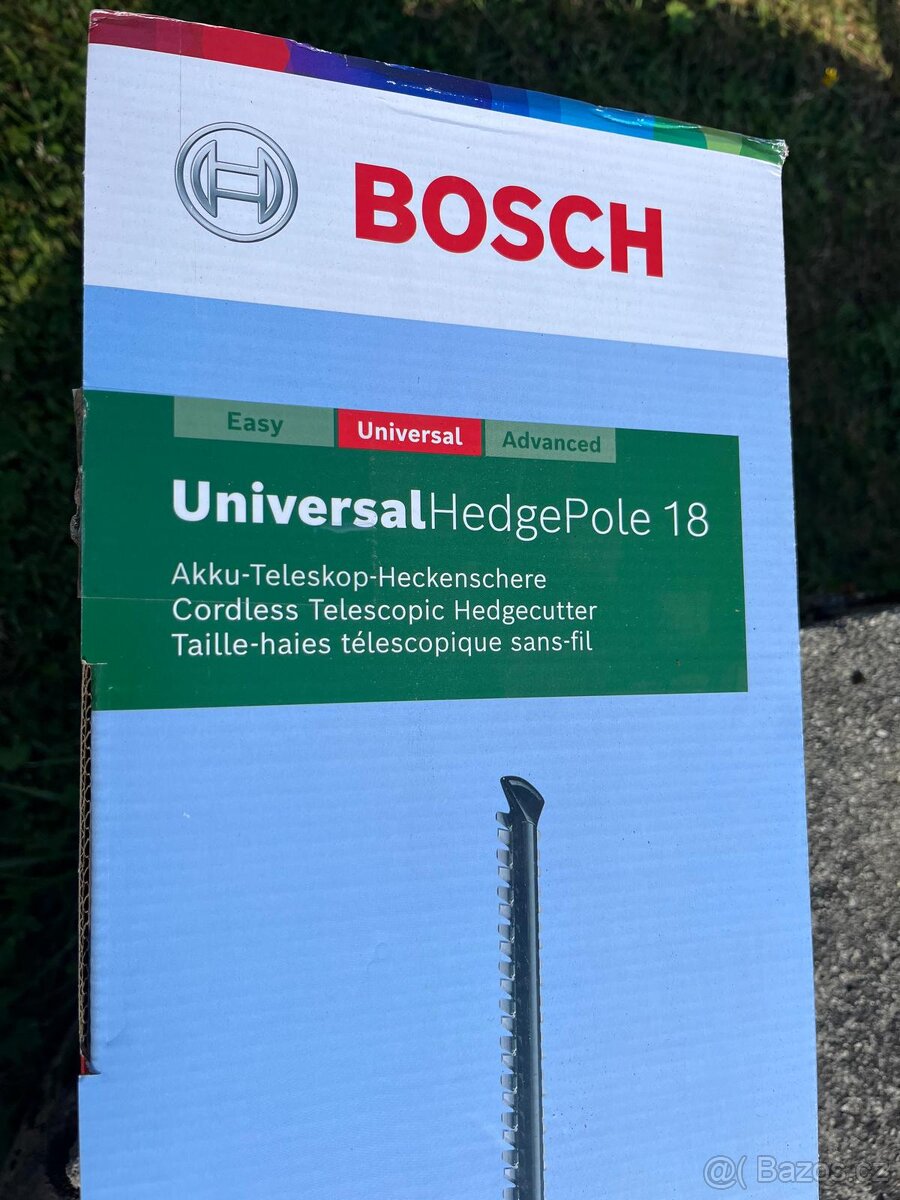 BOSCH
Easy Universal Advanced
UniversalHedgePole 18
Akku-Teleskop-Heckenschere
Cordless Telescopic Hedgecutter
Taille-haies télescopique sans-fil
@( Bazos.cz